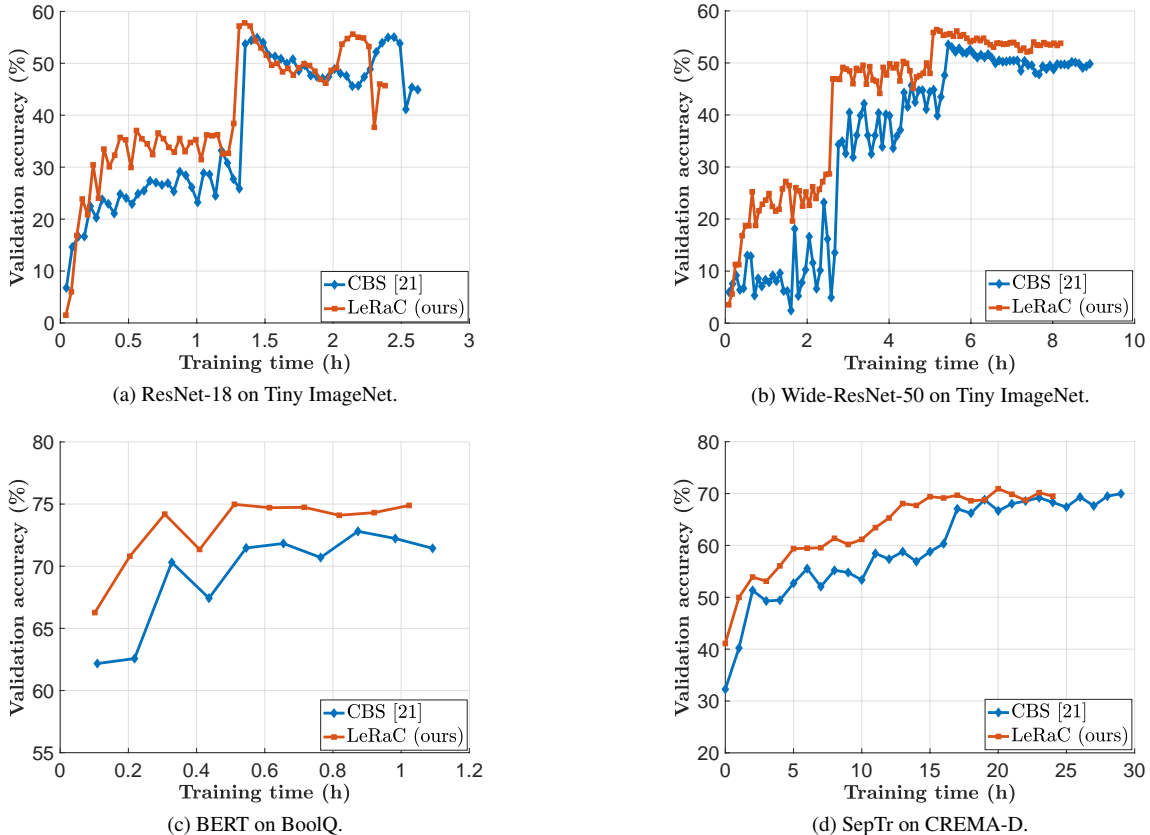 60
50
40
30
20
10
0
Validation accuracy (%)
CBS [21]
LeRaC (ours)
0 0.5 1 1.5 2 2.5 3
Training time (h)
(a) ResNet-18 on Tiny ImageNet.
60
50
40
30
20
10
0
Validation accuracy (%)
CBS [21]
LeRaC (ours)
0 2 4 6 8 10
Training time (h)
(b) Wide-ResNet-50 on Tiny ImageNet.
80
75
70
65
60
55
Validation accuracy (%)
CBS [21]
LeRaC (ours)
0 0.2 0.4 0.6 0.8 1 1.2
Training time (h)
(c) BERT on BoolQ.
80
70
60
50
40
30
20
Validation accuracy (%)
CBS [21]
LeRaC (ours)
0 5 10 15 20 25 30
Training time (h)
(d) SepTr on CREMA-D.